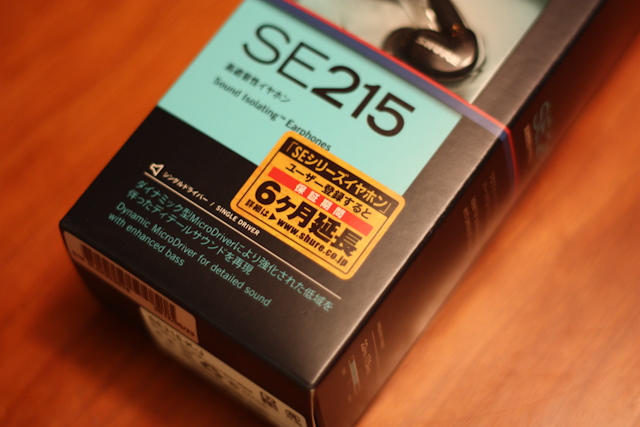 SHURE
SE215
高遮音性イヤホン
Sound Isolating™ Earphones
「SEシリーズイヤホン」
ユーザー登録すると
保証期間
6ヶ月延長
詳細は▶www.shure.co.jp
シングルドライバー / SINGLE DRIVER
ダイナミック型MicroDriverにより強化された低域を
伴ったディテールサウンドを再現
Dynamic MicroDriver for detailed sound
with enhanced bass